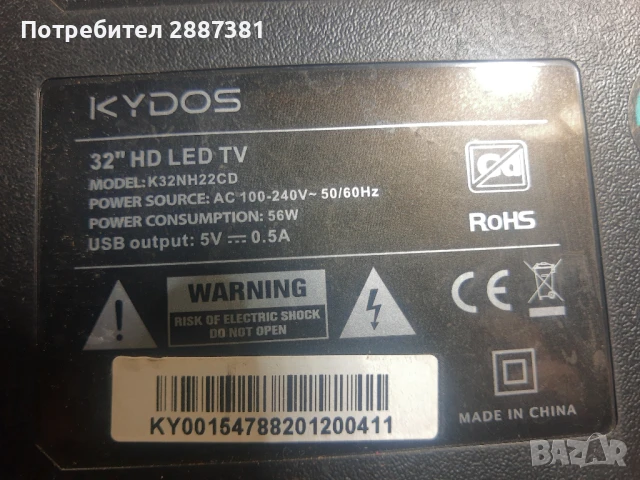 Потребител 2887381
KYDOS
32" HD LED TV
MODEL: K32NH22CD
POWER SOURCE: AC 100-240V~ 50/60Hz
POWER CONSUMPTION: 56W
USB output: 5V ⎓ 0.5A
Pb
RoHS
WARNING
RISK OF ELECTRIC SHOCK
DO NOT OPEN
CE
KY00154788201200411
MADE IN CHINA
BAZAR